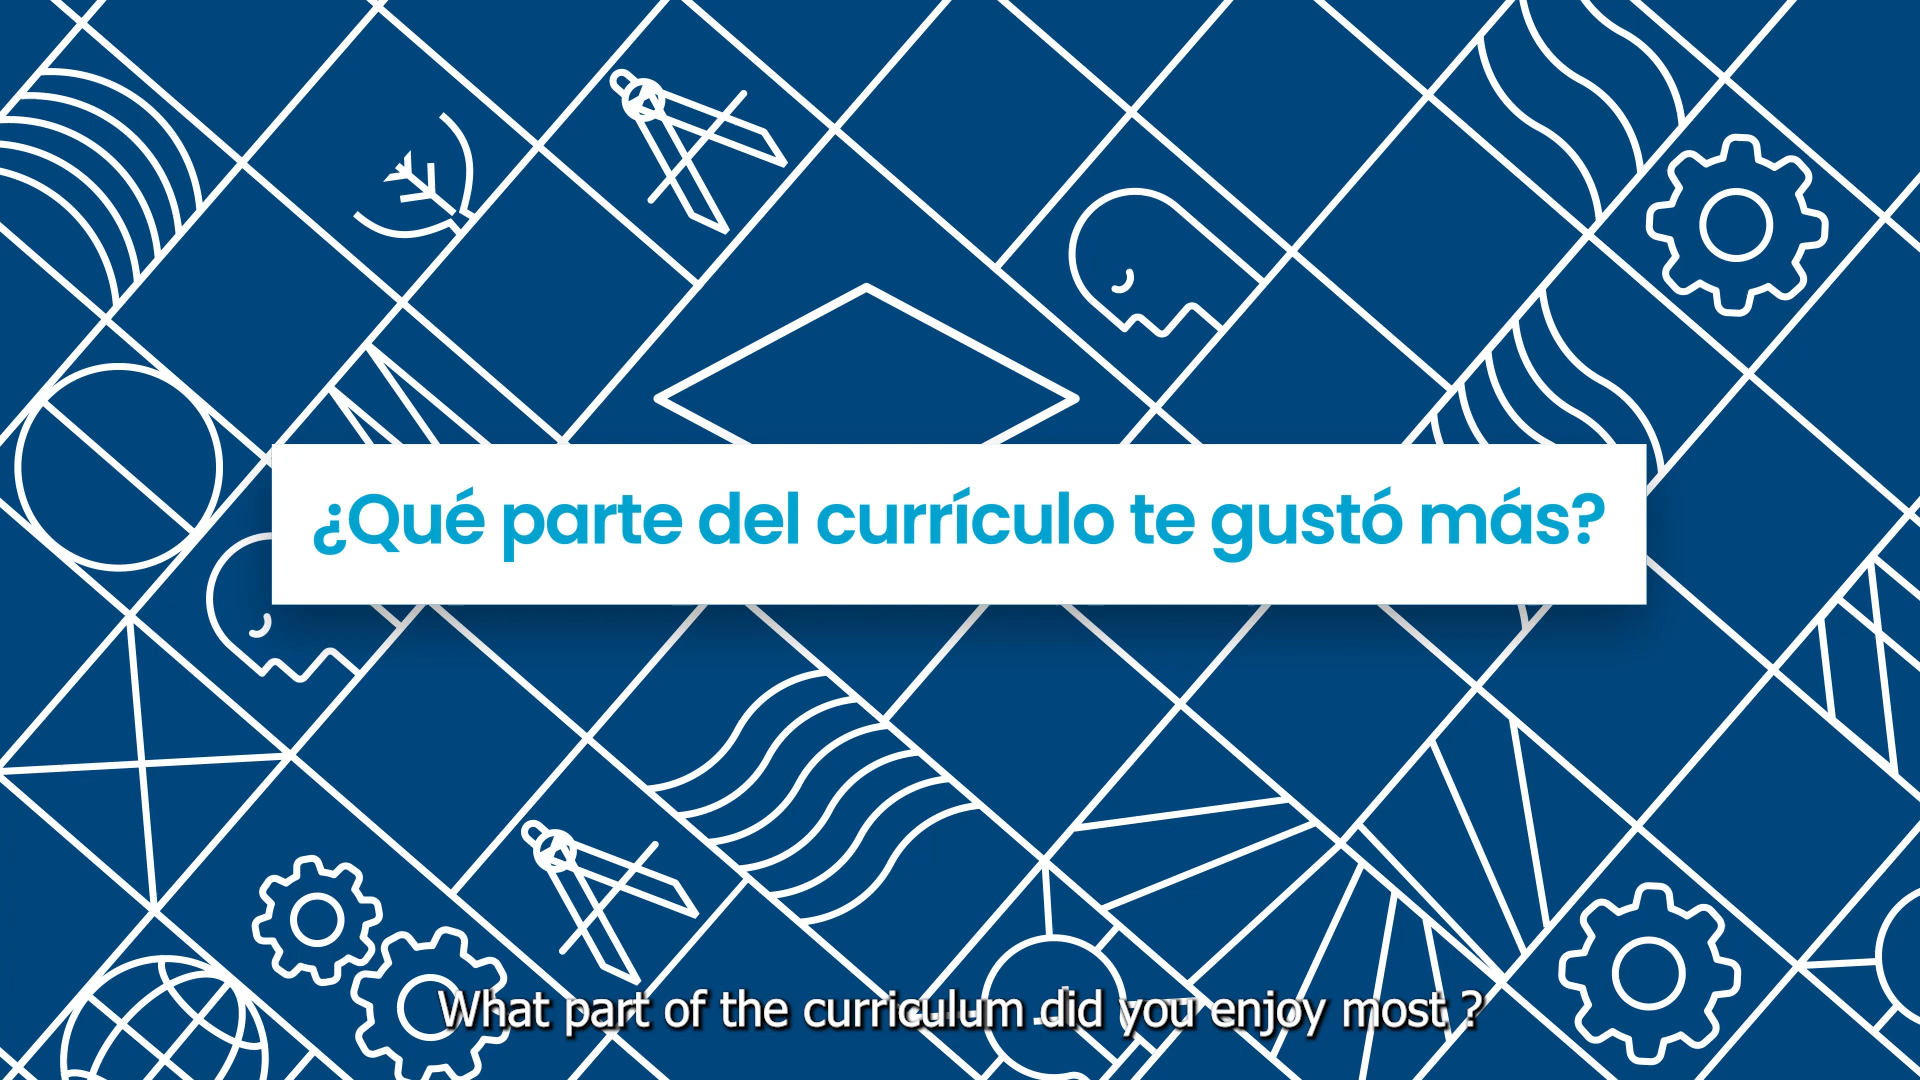 ¿Qué parte del currículo te gustó más?
What part of the curriculum did you enjoy most ?